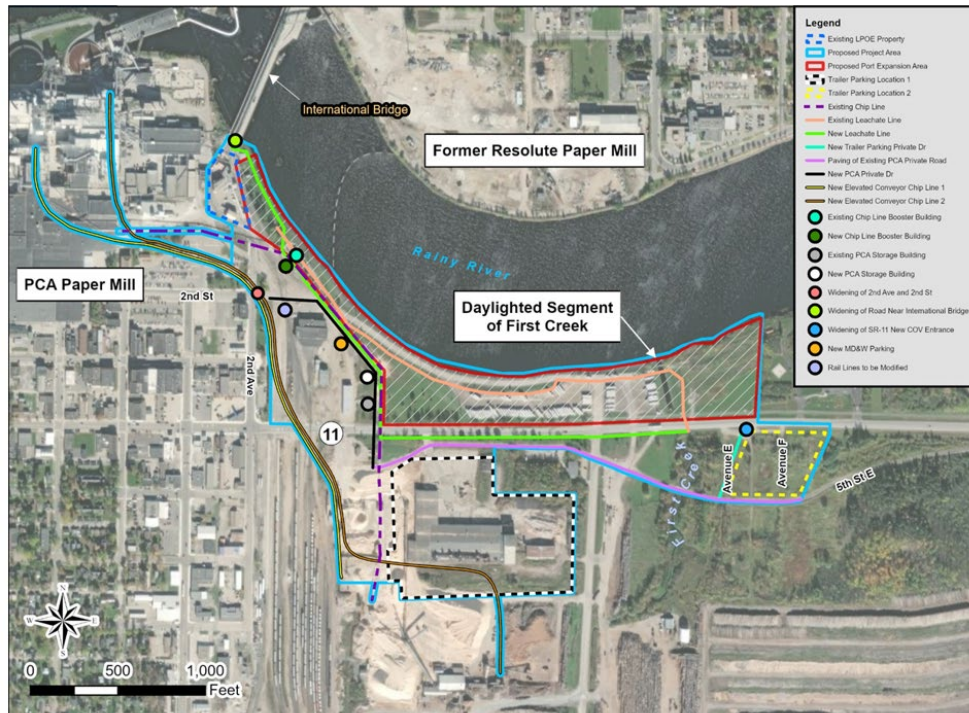 International Bridge
Former Resolute Paper Mill
Rainy River
PCA Paper Mill
2nd St
Daylighted Segment
of First Creek
2nd Ave
11
First Creek
Avenue E
Avenue F
5th St E
N
W
E
S
0
500
1,000
Feet
Legend
Existing LPOE Property
Proposed Project Area
Proposed Port Expansion Area
Trailer Parking Location 1
Trailer Parking Location 2
Existing Chip Line
Existing Leachate Line
New Leachate Line
New Trailer Parking Private Dr
Paving of Existing PCA Private Road
New PCA Private Dr
New Elevated Conveyor Chip Line 1
New Elevated Conveyor Chip Line 2
Existing Chip Line Booster Building
New Chip Line Booster Building
Existing PCA Storage Building
New PCA Storage Building
Widening of 2nd Ave and 2nd St
Widening of Road Near International Bridge
Widening of SR-11 New COV Entrance
New MD&W Parking
Rail Lines to be Modified